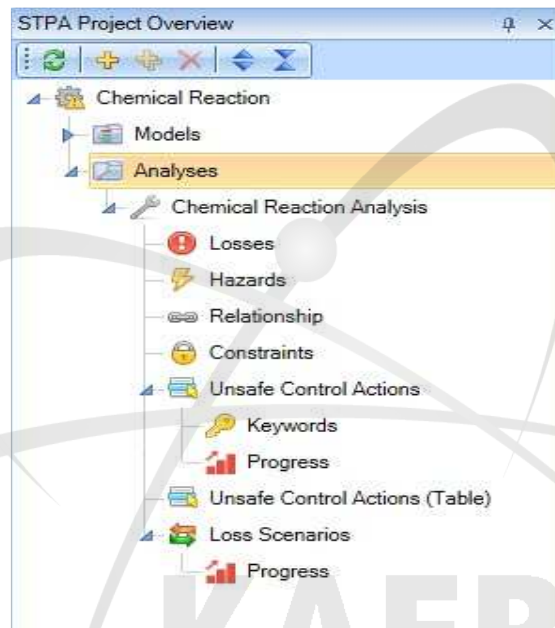 STPA Project Overview
Chemical Reaction
Models
Analyses
Chemical Reaction Analysis
Losses
Hazards
Relationship
Constraints
Unsafe Control Actions
Keywords
Progress
Unsafe Control Actions (Table)
Loss Scenarios
Progress